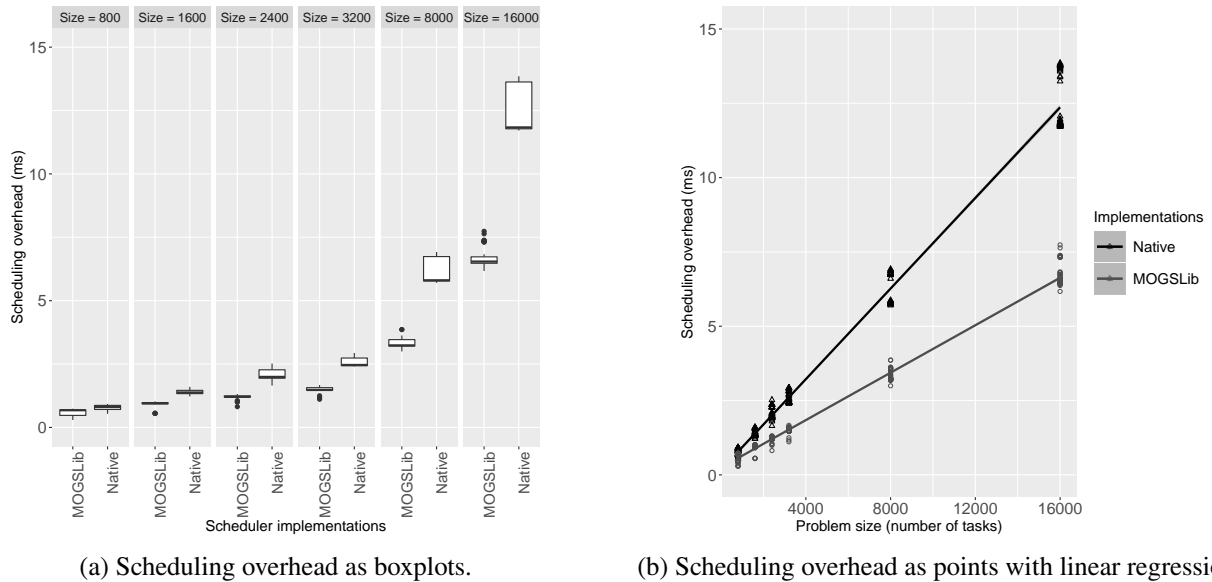 Size = 800 Size = 1600 Size = 2400 Size = 3200 Size = 8000 Size = 16000
15
10
5
0
Scheduling overhead (ms)
MOGSLib Native MOGSLib Native MOGSLib Native MOGSLib Native MOGSLib Native MOGSLib Native
Scheduler implementations
(a) Scheduling overhead as boxplots.
15
10
5
0
Scheduling overhead (ms)
4000 8000 12000 16000
Problem size (number of tasks)
Implementations
Native
MOGSLib
(b) Scheduling overhead as points with linear regressio